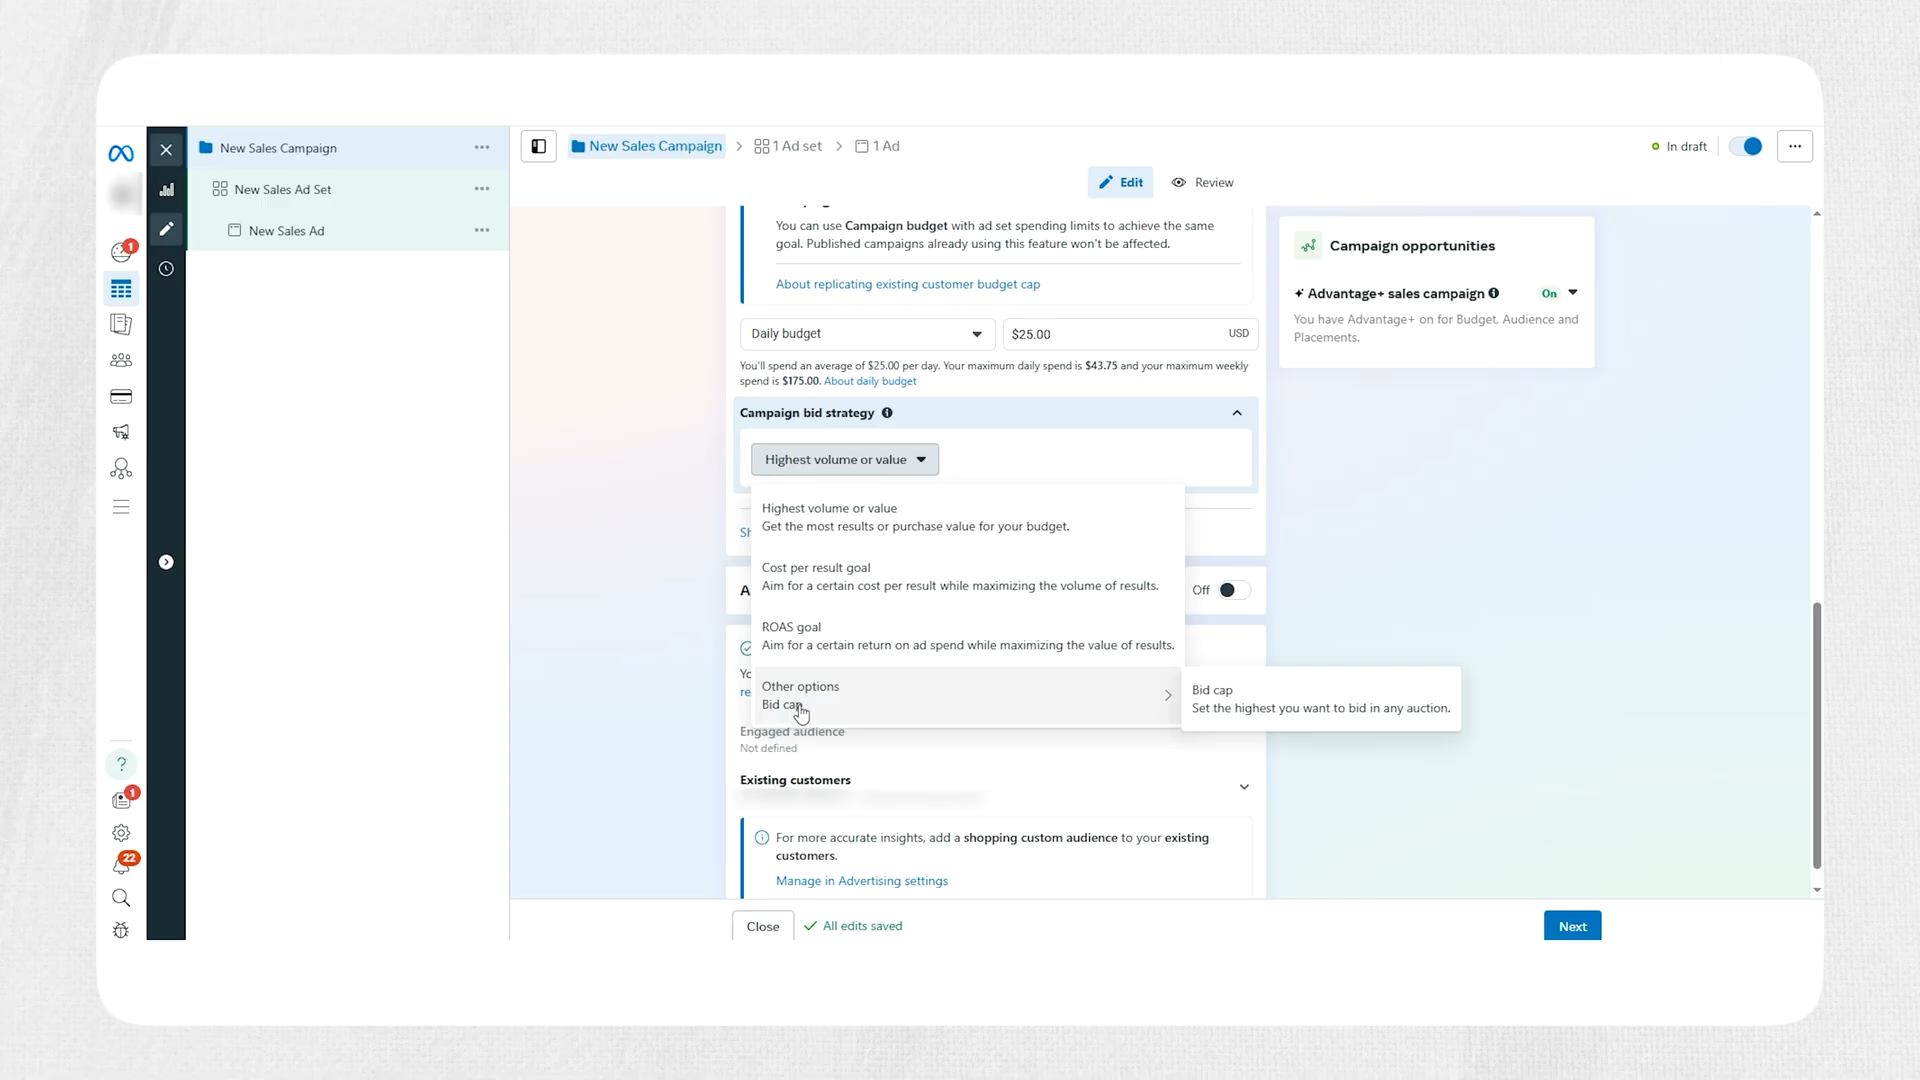 New Sales Campaign
New Sales Ad Set
New Sales Ad
New Sales Campaign
1 Ad set
1 Ad
In draft
Edit
Review
You can use Campaign budget with ad set spending limits to achieve the same
goal. Published campaigns already using this feature won't be affected.
About replicating existing customer budget cap
Campaign opportunities
Advantage+ sales campaign
On
You have Advantage+ on for Budget, Audience and
Placements.
Daily budget
$25.00
USD
You'll spend an average of $25.00 per day. Your maximum daily spend is $43.75 and your maximum weekly
spend is $175.00. About daily budget
Campaign bid strategy
Highest volume or value
Highest volume or value
Get the most results or purchase value for your budget.
Sh
Cost per result goal
Aim for a certain cost per result while maximizing the volume of results.
A
Off
ROAS goal
Aim for a certain return on ad spend while maximizing the value of results.
Yo
re
Other options
Bid cap
Bid cap
Set the highest you want to bid in any auction.
Engaged audience
Not defined
Existing customers
For more accurate insights, add a shopping custom audience to your existing
customers.
Manage in Advertising settings
Close
All edits saved
Next
1
1
22